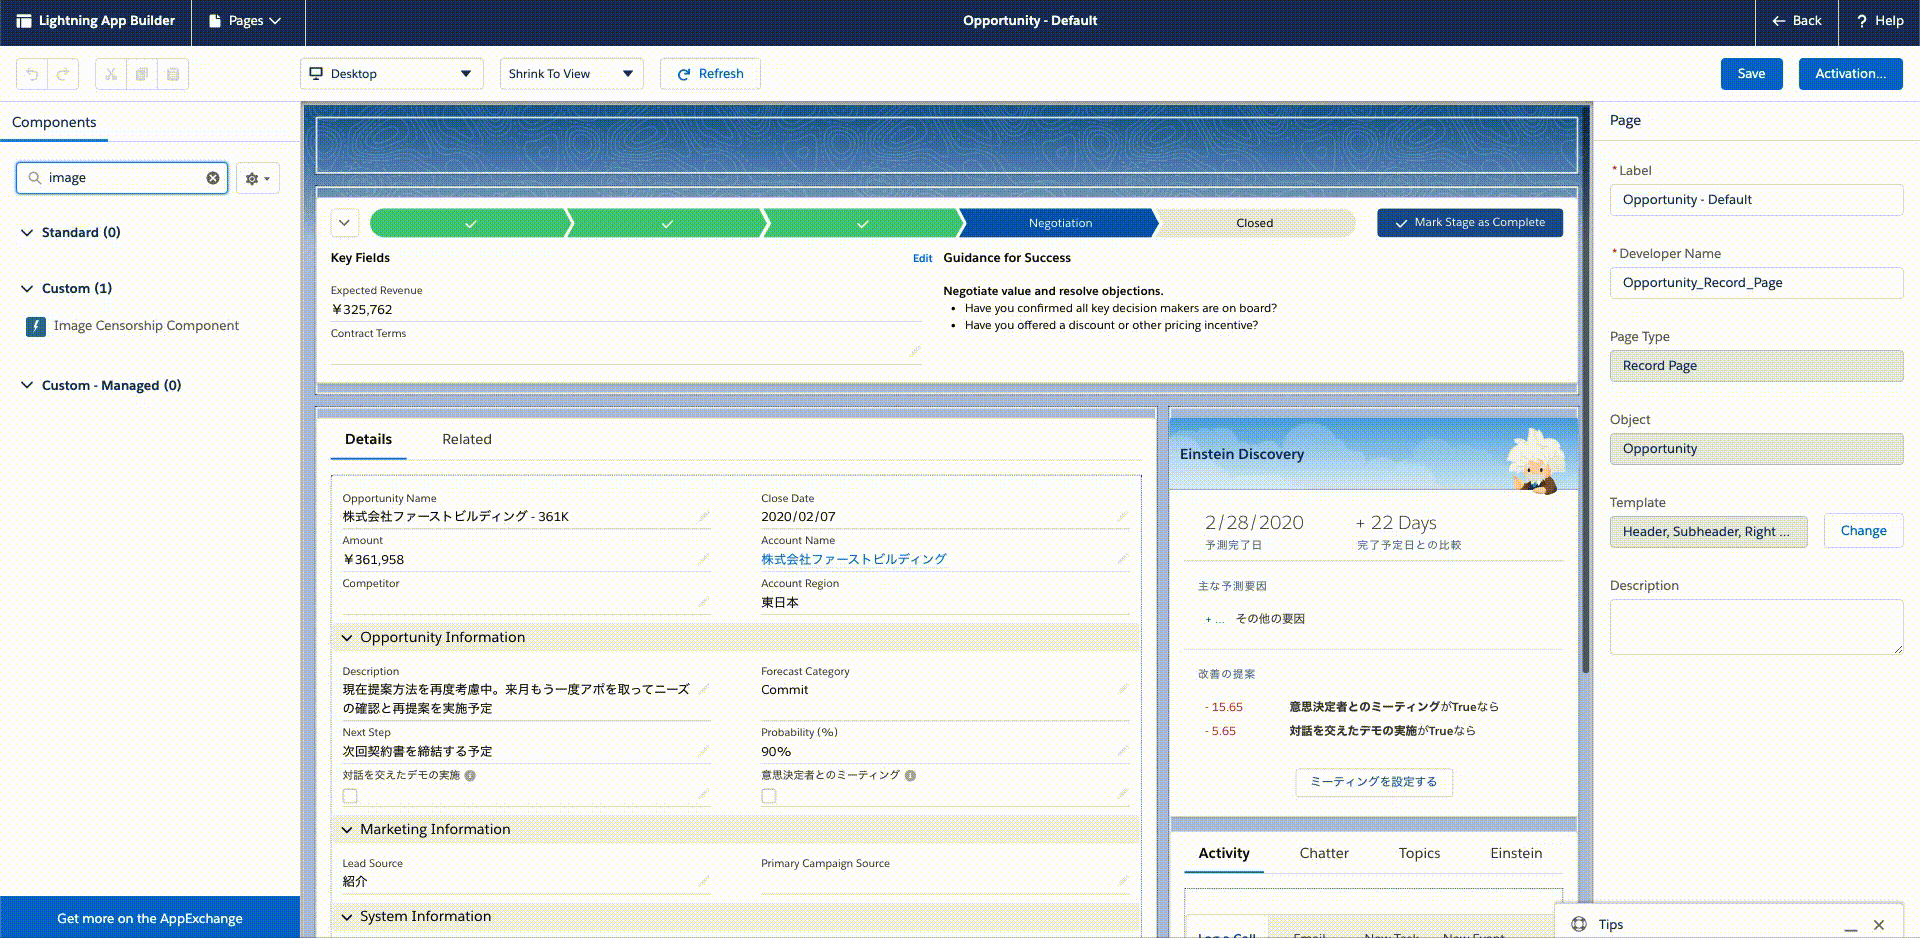 Lightning App Builder
Pages
Opportunity - Default
Back
? Help
Desktop
Shrink To View
Refresh
Save
Activation...
Components
image
Standard (0)
Custom (1)
Image Censorship Component
Custom - Managed (0)
Get more on the AppExchange
Negotiation
Closed
Mark Stage as Complete
Key Fields
Edit
Guidance for Success
Expected Revenue
¥325,762
Contract Terms
Negotiate value and resolve objections.
• Have you confirmed all key decision makers are on board?
• Have you offered a discount or other pricing incentive?
Details
Related
Opportunity Name
株式会社ファーストビルディング - 361K
Close Date
2020/02/07
Amount
¥361,958
Account Name
株式会社ファーストビルディング
Competitor
Account Region
東日本
Opportunity Information
Description
現在提案方法を再度考慮中。来月もう一度アポを取ってニーズ
の確認と再提案を実施予定
Forecast Category
Commit
Next Step
次回契約書を締結する予定
Probability (%)
90%
対話を交えたデモの実施
意思決定者とのミーティング
Marketing Information
Lead Source
紹介
Primary Campaign Source
System Information
Einstein Discovery
2/28/2020
予測完了日
+ 22 Days
完了予定日との比較
主な予測要因
+ ... その他の要因
改善の提案
- 15.65 意思決定者とのミーティングがTrueなら
- 5.65 対話を交えたデモの実施がTrueなら
ミーティングを設定する
Activity
Chatter
Topics
Einstein
Page
* Label
Opportunity - Default
* Developer Name
Opportunity_Record_Page
Page Type
Record Page
Object
Opportunity
Template
Header, Subheader, Right ...
Change
Description
Tips